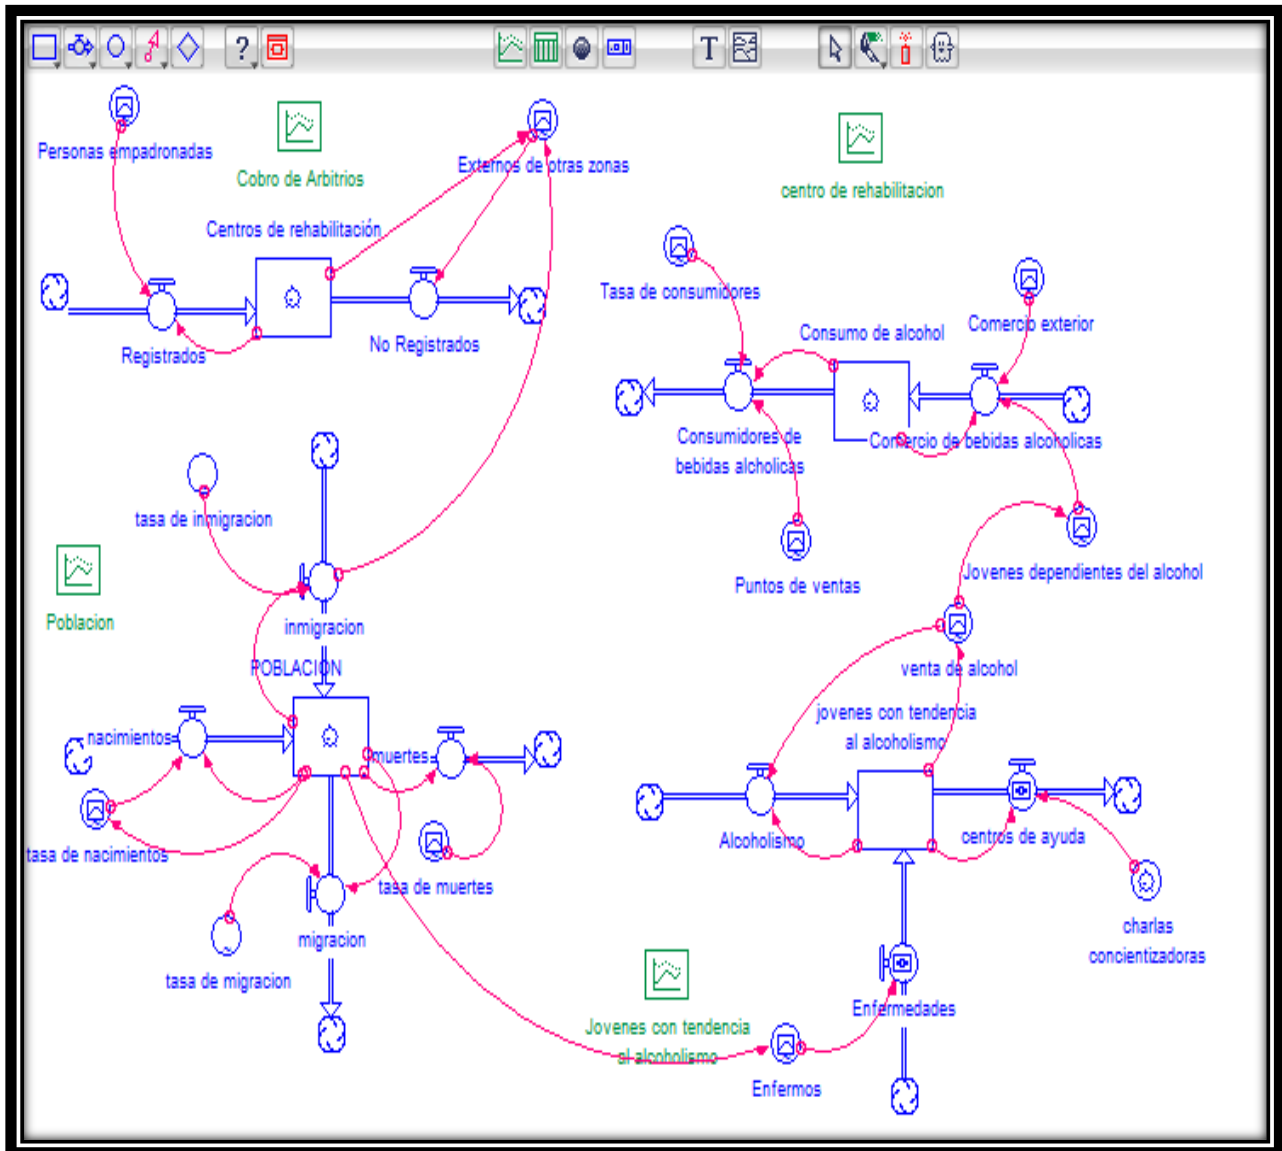 ?
T
Personas empadronadas
Cobro de Arbitrios
Externos de otras zonas
centro de rehabilitacion
Centros de rehabilitación
Registrados
No Registrados
Tasa de consumidores
Consumo de alcohol
Comercio exterior
Consumidores de
bebidas alcholicas
Comercio de bebidas alcoholicas
Puntos de ventas
Jovenes dependientes del alcohol
venta de alcohol
tasa de inmigracion
Poblacion
inmigracion
POBLACION
nacimientos
muertes
tasa de nacimientos
tasa de muertes
migracion
tasa de migracion
jovenes con tendencia
al alcoholismo
Alcoholismo
centros de ayuda
charlas
concientizadoras
Enfermedades
Jovenes con tendencia
al alcoholismo
Enfermos